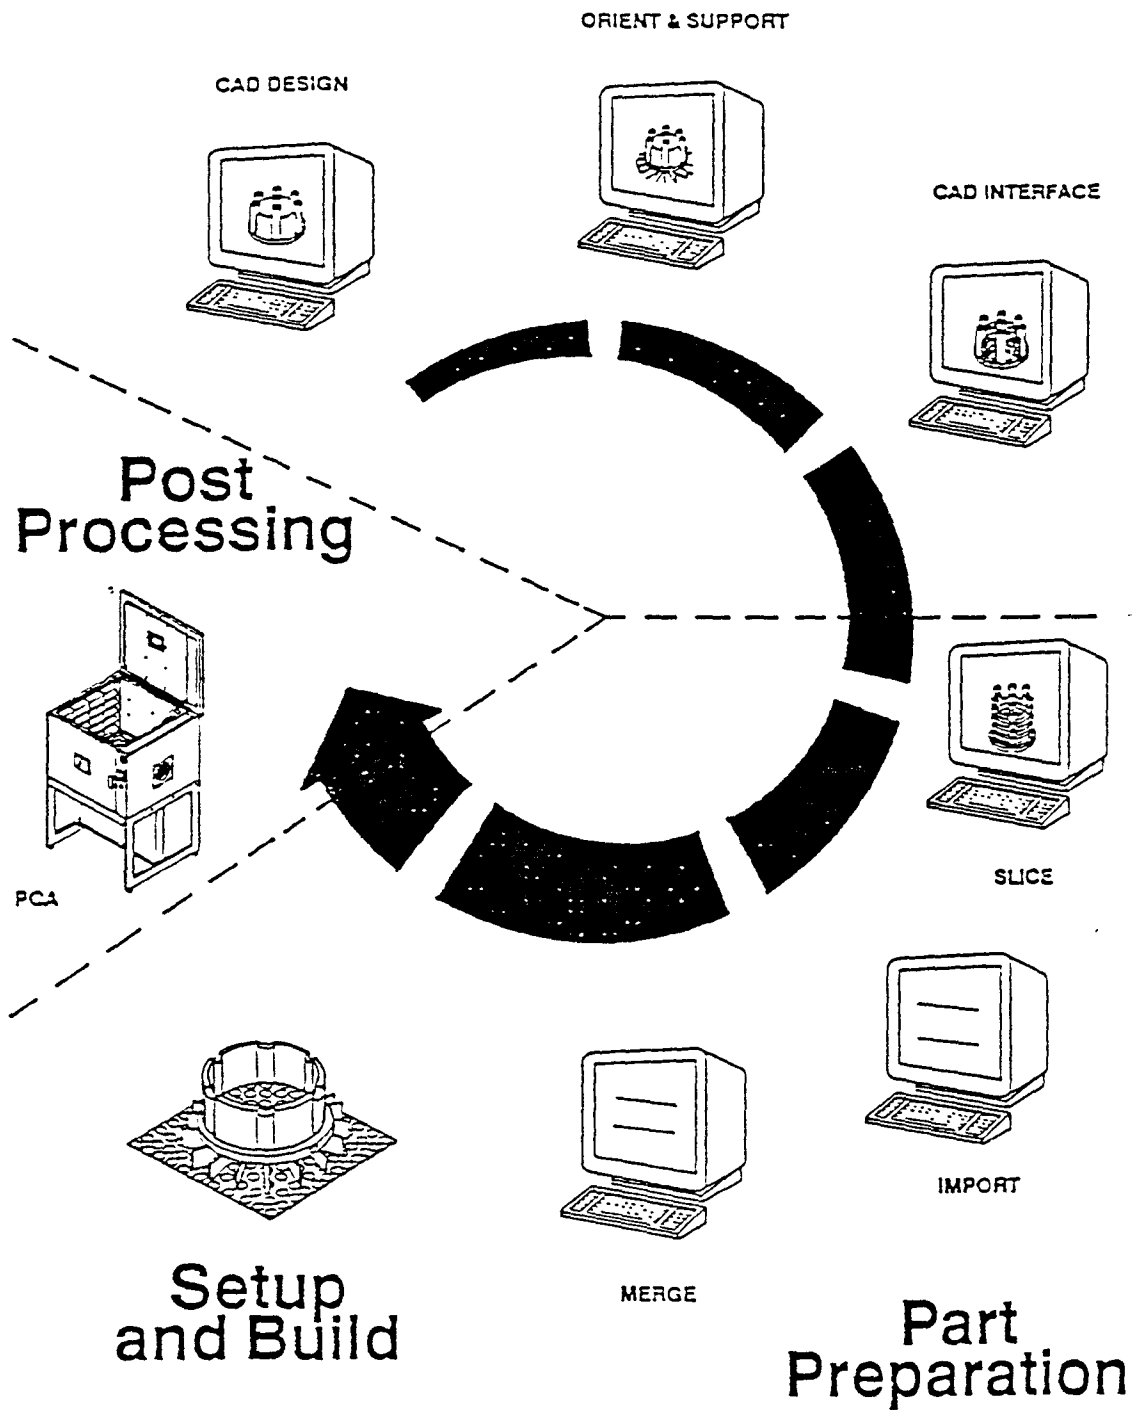 ORIENT & SUPPORT
CAD DESIGN
CAD INTERFACE
Post
Processing
PCA
SLICE
IMPORT
MERGE
Setup
and Build
Part
Preparation